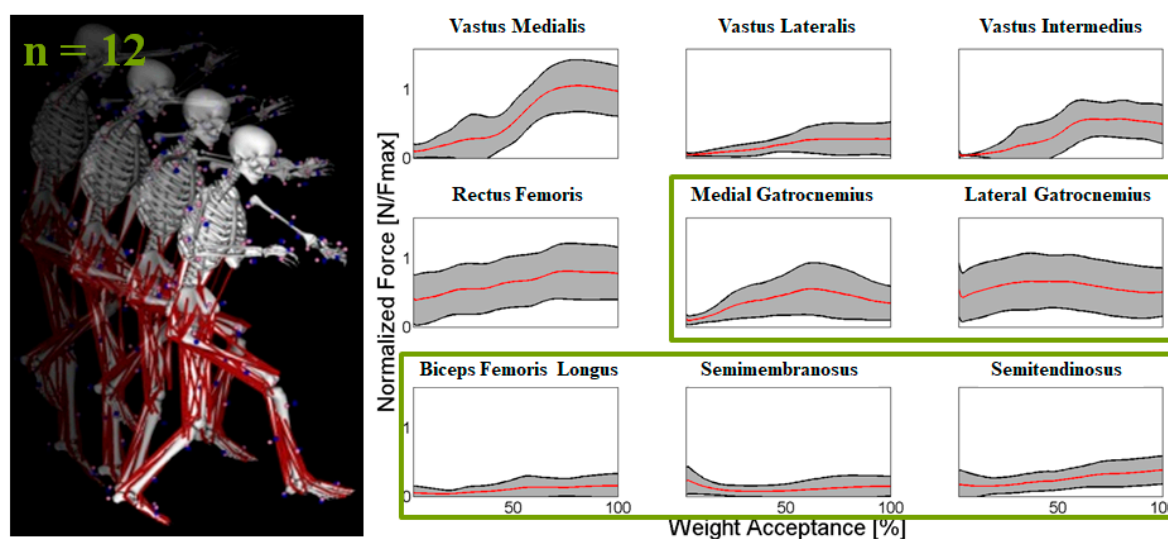 n = 12
Vastus Medialis
Vastus Lateralis
Vastus Intermedius
1
0
Rectus Femoris
Medial Gatrocnemius
Lateral Gatrocnemius
1
0
Biceps Femoris Longus
Semimembranosus
Semitendinosus
1
0
50
100
50
100
50
100
Normalized Force [N/Fmax]
Weight Acceptance [%]